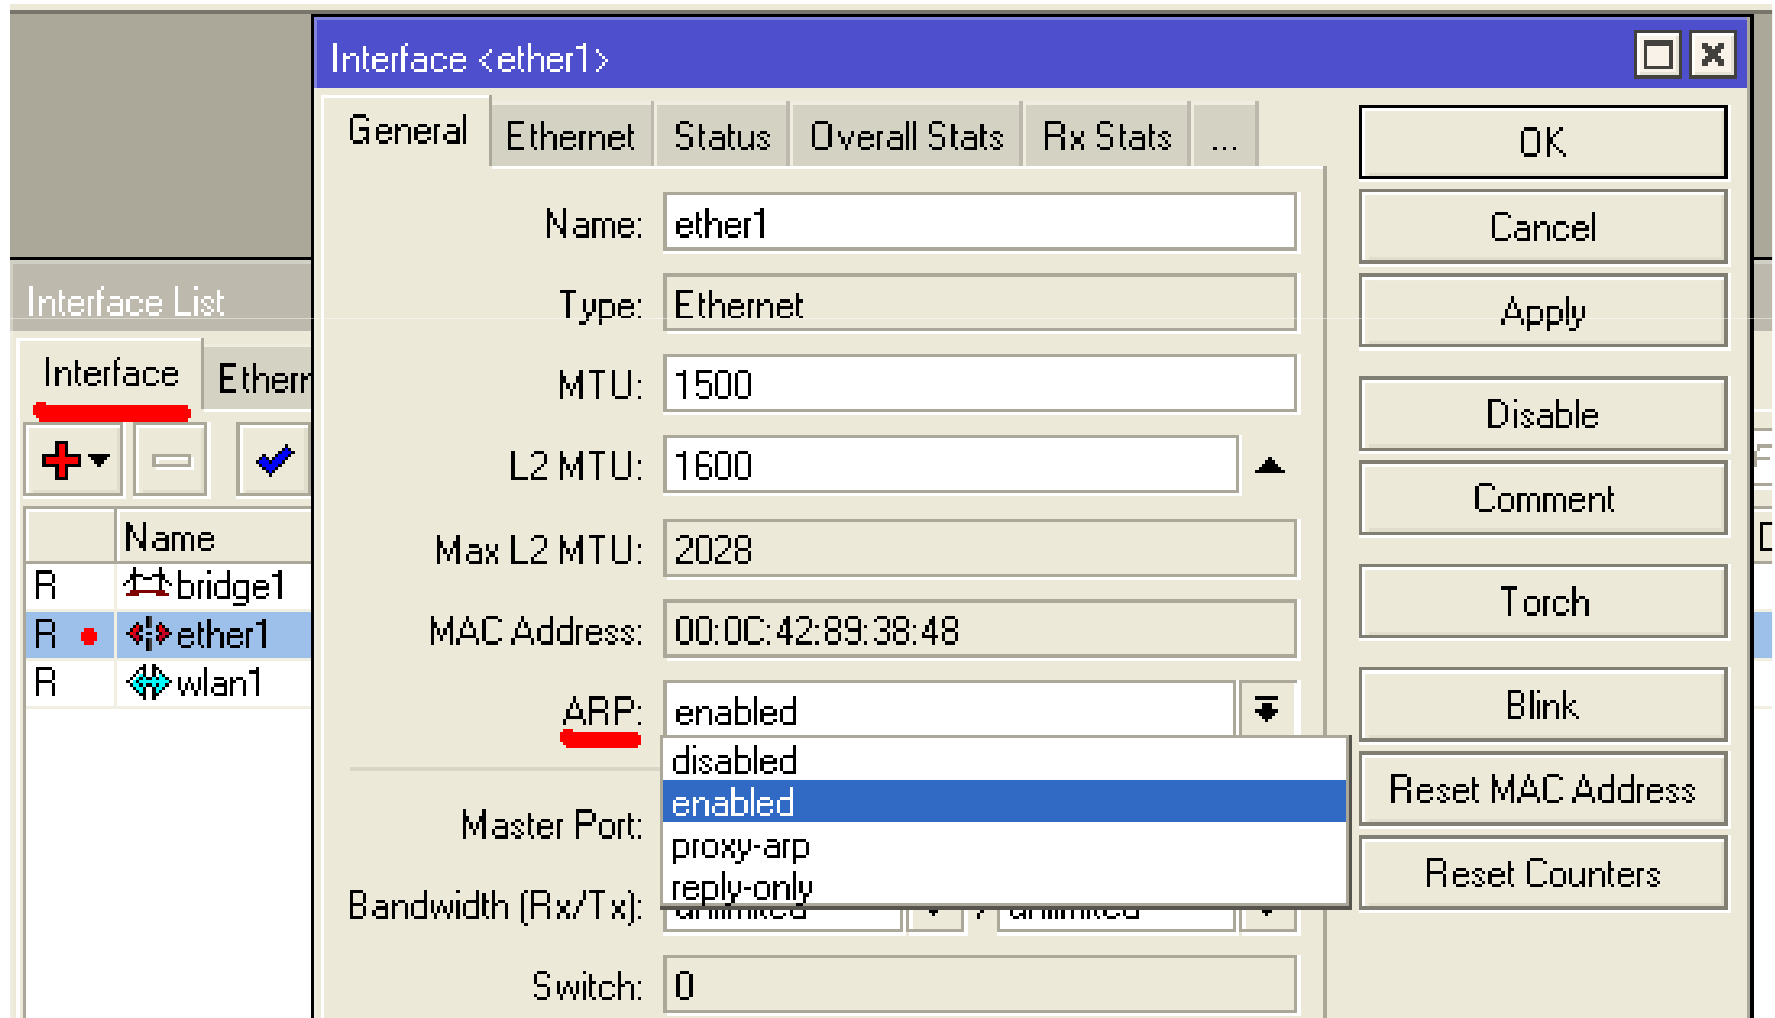 Interface <ether1>
General Ethernet Status Overall Stats Rx Stats ...
Name: ether1
Type: Ethernet
MTU: 1500
L2 MTU: 1600
Max L2 MTU: 2028
MAC Address: 00:0C:42:89:38:48
ARP: enabled
disabled
enabled
proxy-arp
reply-only
Master Port:
Bandwidth (Rx/Tx): unlimited / unlimited
Switch: 0
OK
Cancel
Apply
Disable
Comment
Torch
Blink
Reset MAC Address
Reset Counters
Interface List
Interface Ethern
Name
R bridge1
R ether1
R wlan1